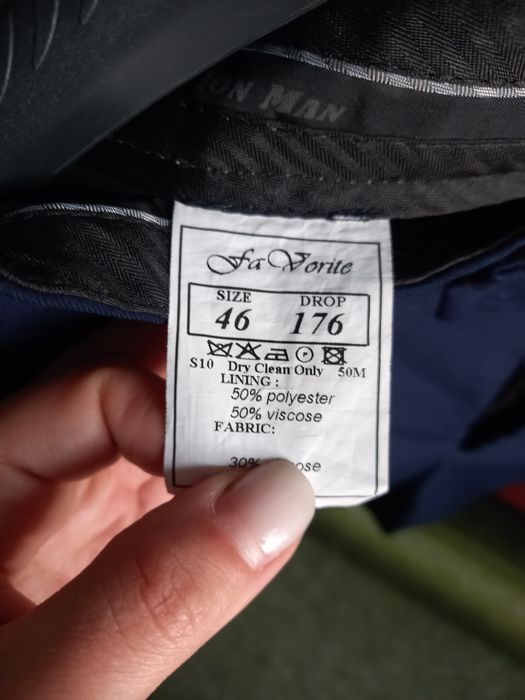 MAN
Fa Vorite
SIZE DROP
46 176
S10 Dry Clean Only 50M
LINING :
50% polyester
50% viscose
FABRIC:
30%